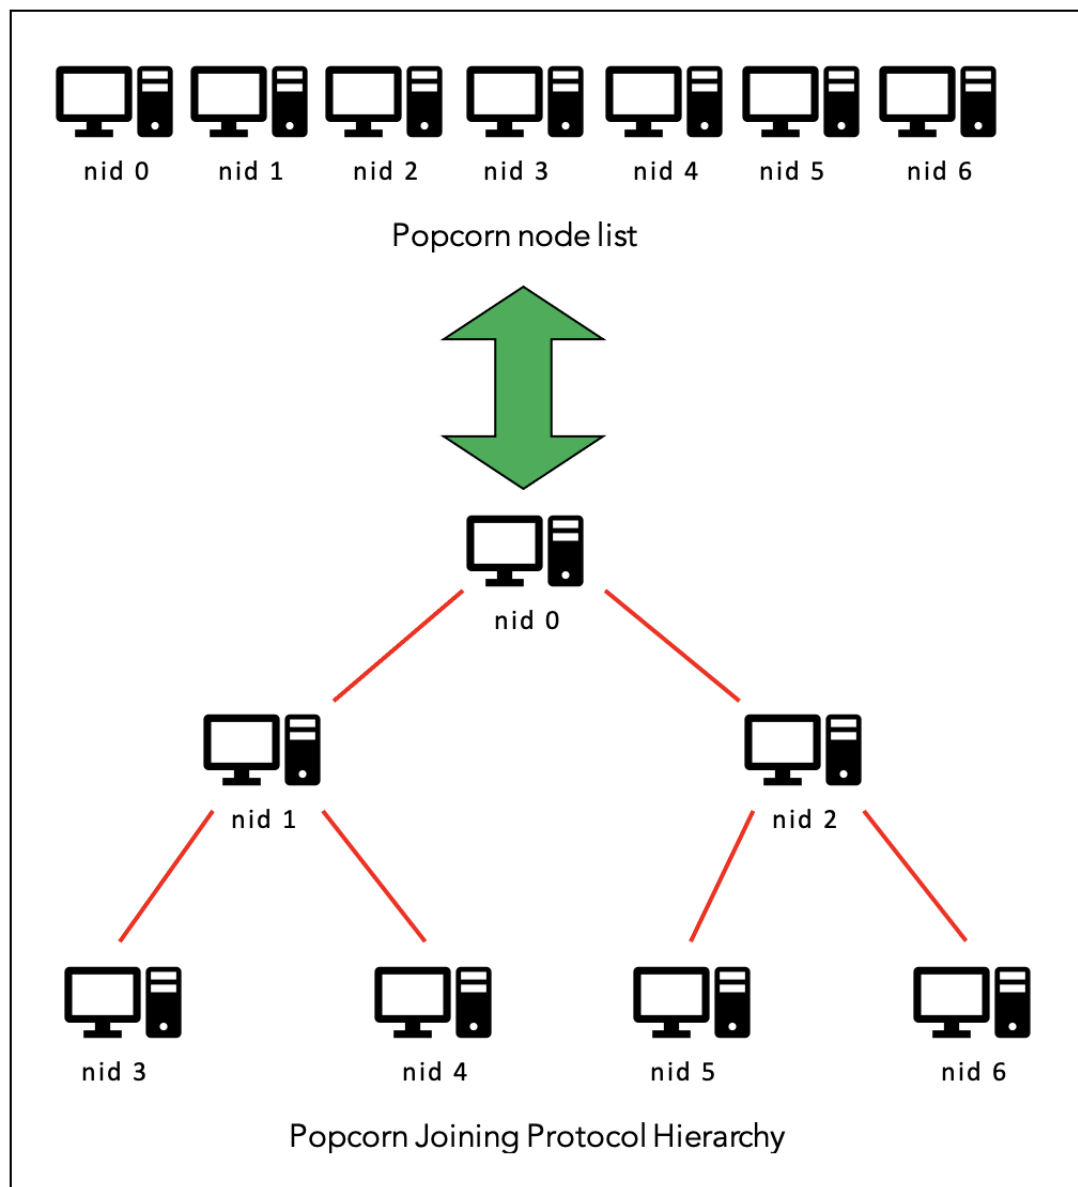 nid 0 nid 1 nid 2 nid 3 nid 4 nid 5 nid 6
Popcorn node list
nid 0
nid 1 nid 2
nid 3 nid 4 nid 5 nid 6
Popcorn Joining Protocol Hierarchy